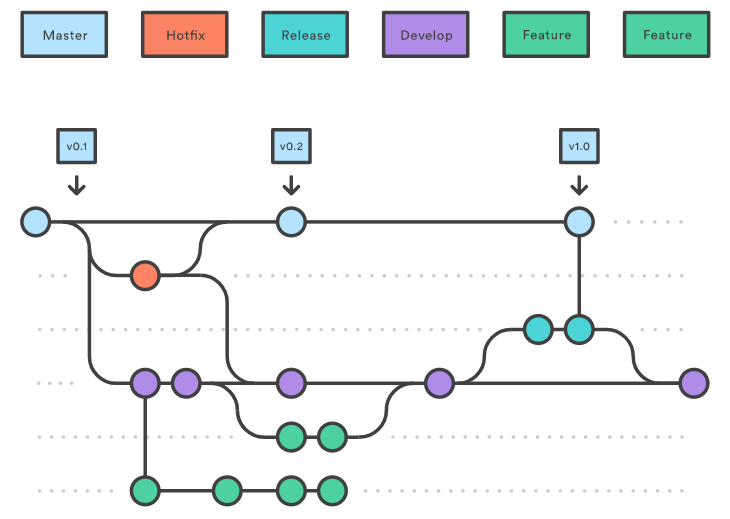 Master
Hotfix
Release
Develop
Feature
Feature
v0.1
v0.2
v1.0